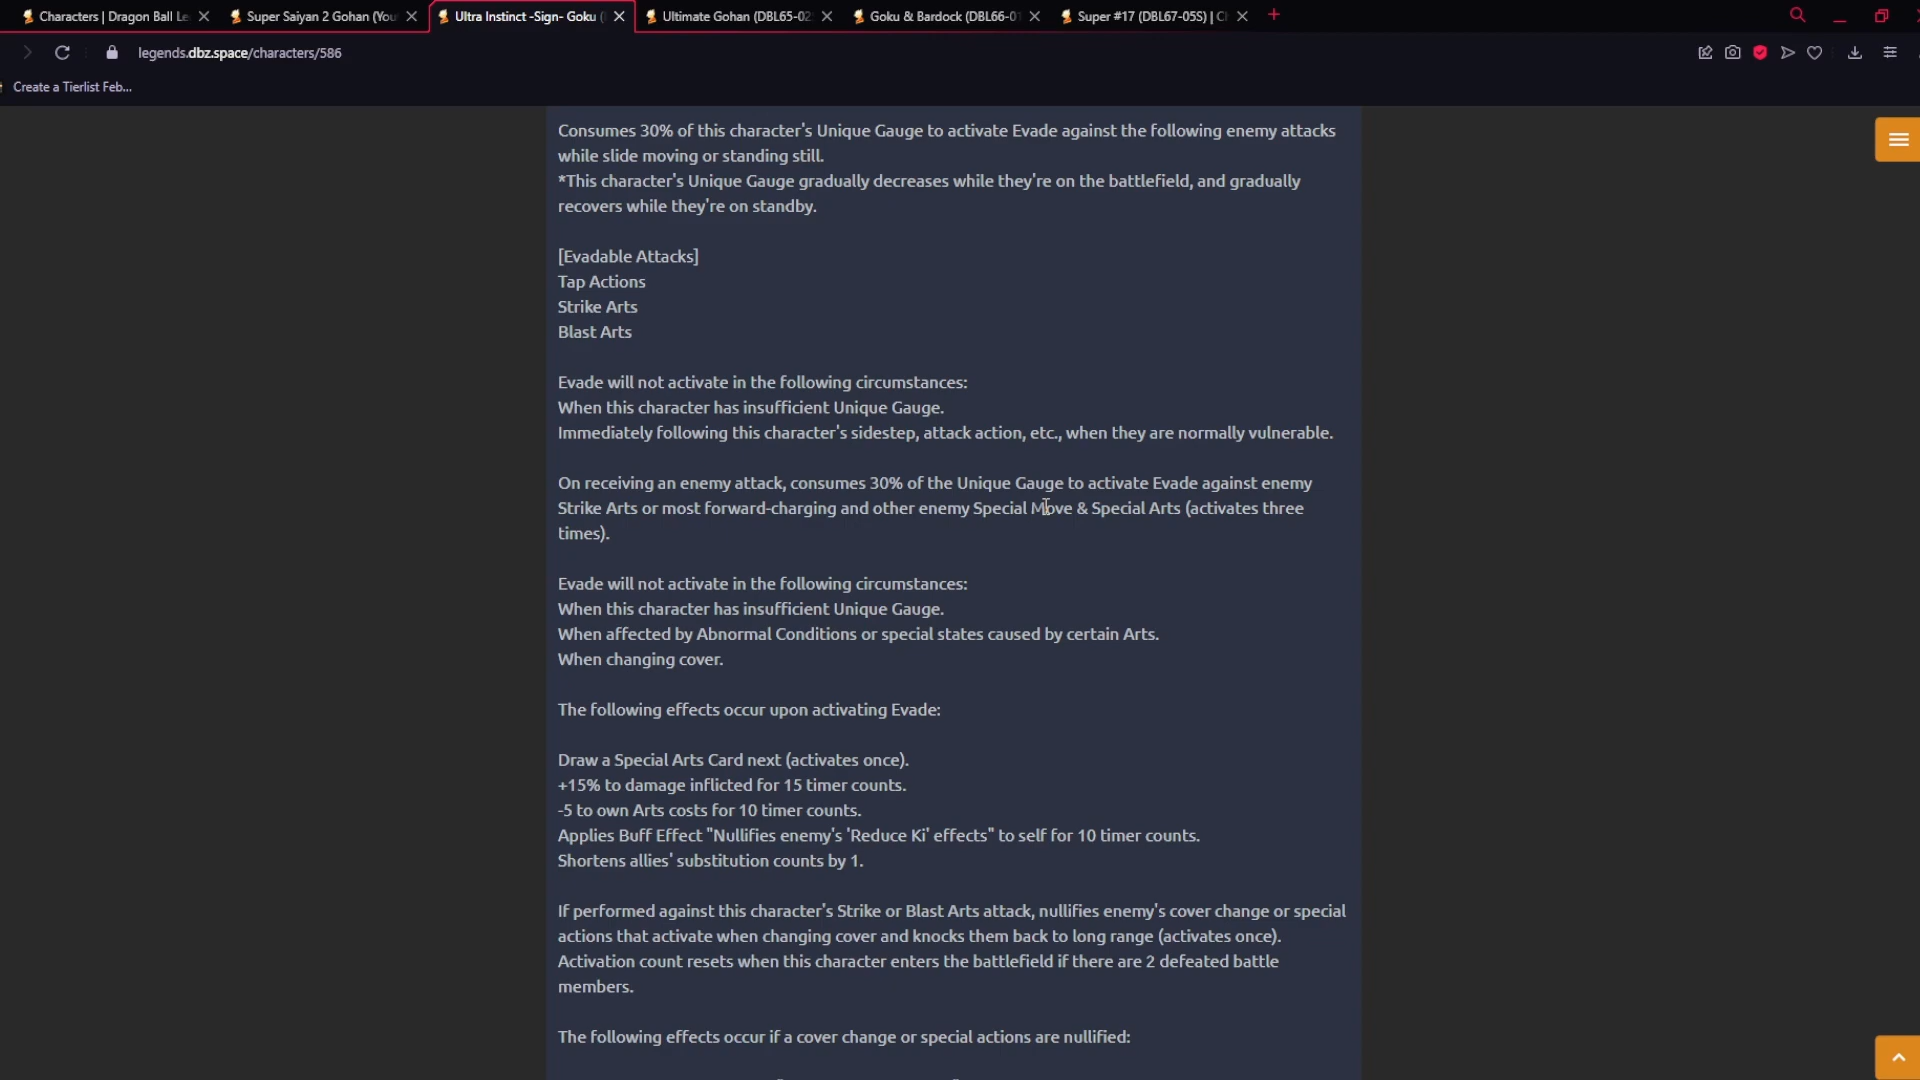 Characters | Dragon Ball Le
Super Saiyan 2 Gohan (You
Ultra Instinct -Sign- Goku (
Ultimate Gohan (DBL65-02
Goku & Bardock (DBL66-01
Super #17 (DBL67-05S) | C
legends.dbz.space/characters/586
Create a Tierlist Feb...
Consumes 30% of this character's Unique Gauge to activate Evade against the following enemy attacks
while slide moving or standing still.
*This character's Unique Gauge gradually decreases while they're on the battlefield, and gradually
recovers while they're on standby.
[Evadable Attacks]
Tap Actions
Strike Arts
Blast Arts
Evade will not activate in the following circumstances:
When this character has insufficient Unique Gauge.
Immediately following this character's sidestep, attack action, etc., when they are normally vulnerable.
On receiving an enemy attack, consumes 30% of the Unique Gauge to activate Evade against enemy
Strike Arts or most forward-charging and other enemy Special Move & Special Arts (activates three
times).
Evade will not activate in the following circumstances:
When this character has insufficient Unique Gauge.
When affected by Abnormal Conditions or special states caused by certain Arts.
When changing cover.
The following effects occur upon activating Evade:
Draw a Special Arts Card next (activates once).
+15% to damage inflicted for 15 timer counts.
-5 to own Arts costs for 10 timer counts.
Applies Buff Effect "Nullifies enemy's 'Reduce Ki' effects" to self for 10 timer counts.
Shortens allies' substitution counts by 1.
If performed against this character's Strike or Blast Arts attack, nullifies enemy's cover change or special
actions that activate when changing cover and knocks them back to long range (activates once).
Activation count resets when this character enters the battlefield if there are 2 defeated battle
members.
The following effects occur if a cover change or special actions are nullified: